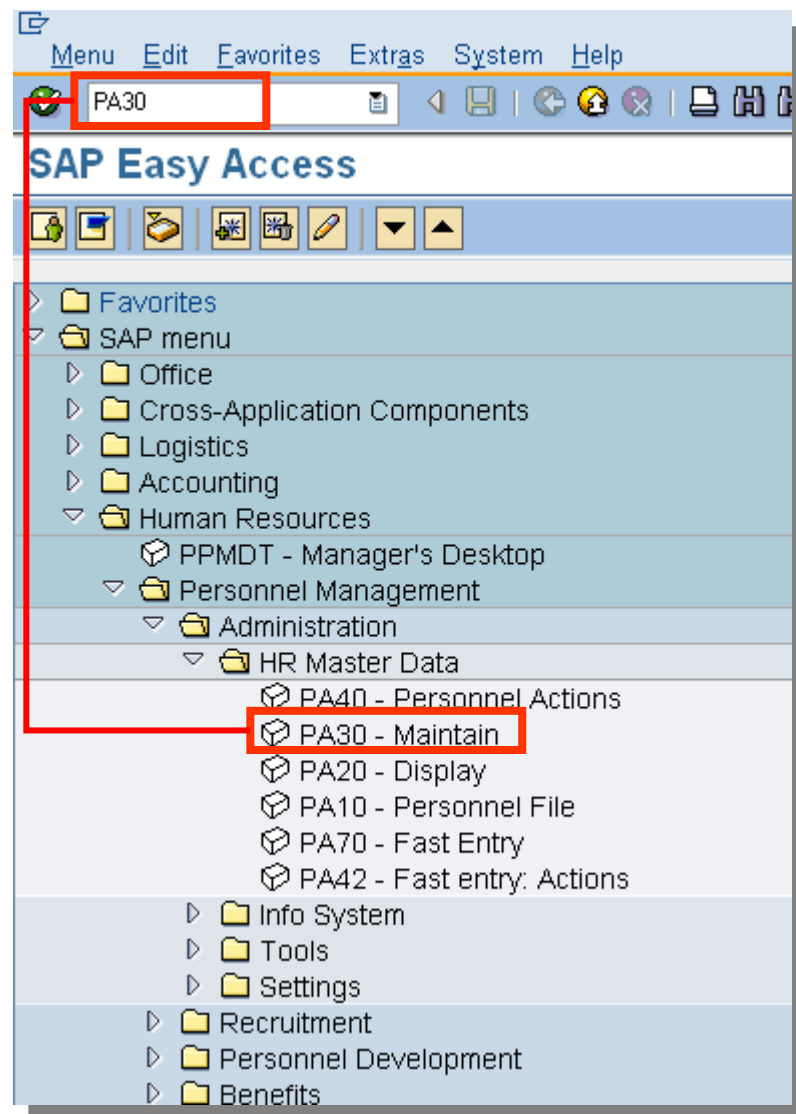 Menu Edit Favorites Extras System Help
PA30
SAP Easy Access
Favorites
SAP menu
Office
Cross-Application Components
Logistics
Accounting
Human Resources
PPMDT - Manager's Desktop
Personnel Management
Administration
HR Master Data
PA40 - Personnel Actions
PA30 - Maintain
PA20 - Display
PA10 - Personnel File
PA70 - Fast Entry
PA42 - Fast entry: Actions
Info System
Tools
Settings
Recruitment
Personnel Development
Benefits